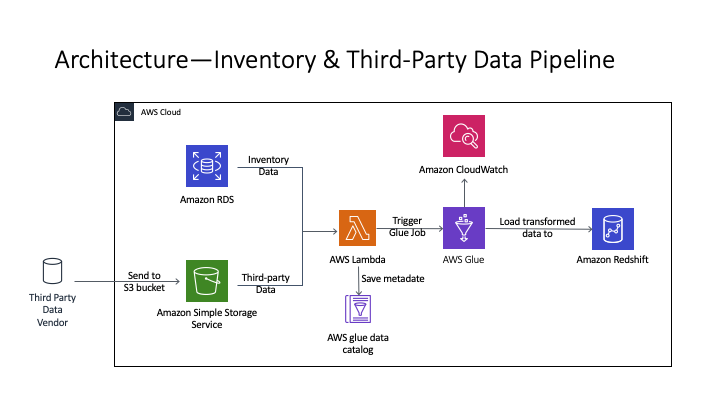 Architecture—Inventory & Third-Party Data Pipeline
AWS Cloud
Amazon CloudWatch
Inventory
Data
Amazon RDS
Trigger
Glue Job
Load transformed
data to
AWS Lambda
AWS Glue
Amazon Redshift
Third Party
Data
Vendor
Send to
S3 bucket
Third-party
Data
Amazon Simple Storage
Service
Save metadate
AWS glue data
catalog